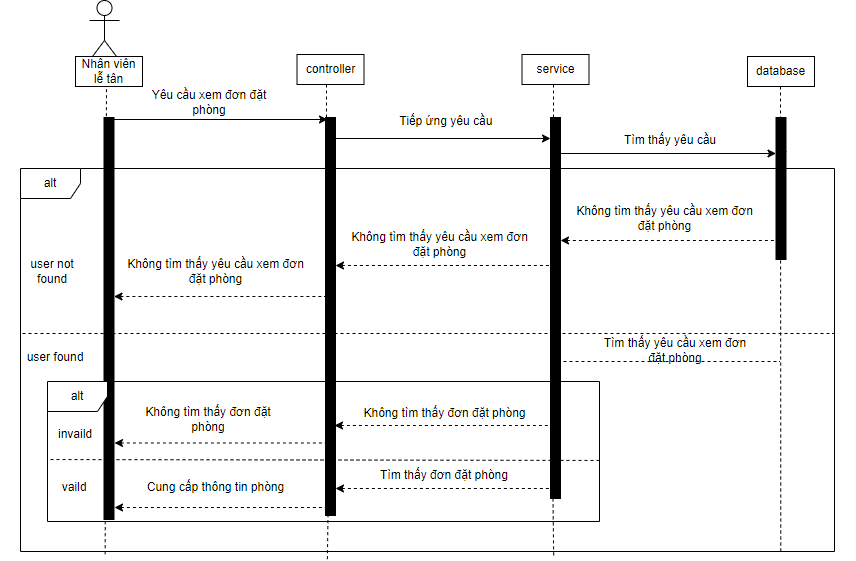 Nhân viên
lễ tân
controller
service
database
Yêu cầu xem đơn đặt
phòng
Tiếp ứng yêu cầu
Tìm thấy yêu cầu
alt
Không tìm thấy yêu cầu xem đơn
đặt phòng
Không tìm thấy yêu cầu xem đơn
đặt phòng
Không tìm thấy yêu cầu xem đơn
đặt phòng
user not
found
user found
Tìm thấy yêu cầu xem đơn
đặt phòng
alt
Không tìm thấy đơn đặt
phòng
Không tìm thấy đơn đặt phòng
invaild
Tìm thấy đơn đặt phòng
vaild
Cung cấp thông tin phòng